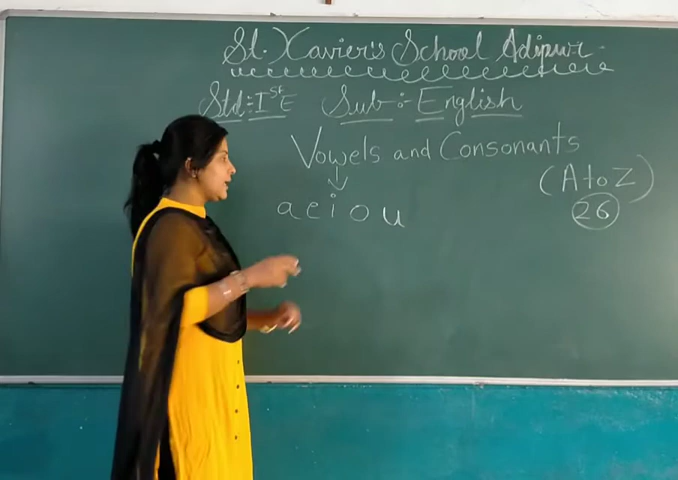 St. Xavier's School Adipur
Std:- Ist E Sub:- English
Vowels and Consonants
(A to Z)
26
a e i o u